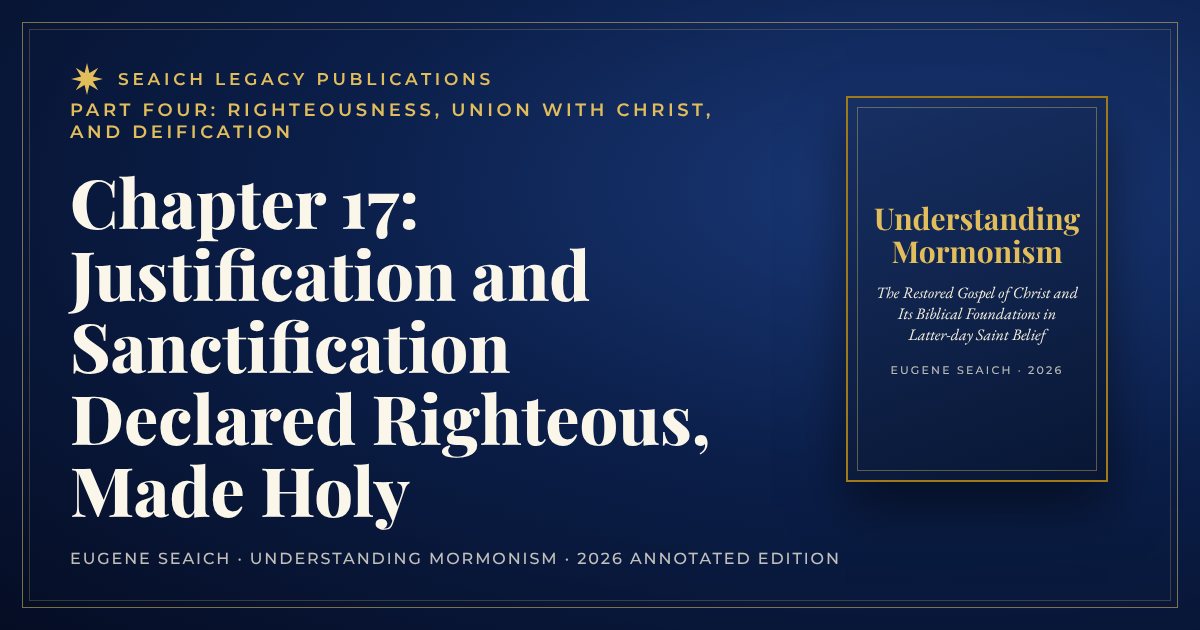 SEAICH LEGACY PUBLICATIONS
PART FOUR: RIGHTEOUSNESS, UNION WITH CHRIST,
AND DEIFICATION
Chapter 17:
Justification and
Sanctification
Declared Righteous,
Made Holy
EUGENE SEAICH · UNDERSTANDING MORMONISM · 2026 ANNOTATED EDITION
Understanding
Mormonism
The Restored Gospel of Christ and
Its Biblical Foundations in
Latter-day Saint Belief
EUGENE SEAICH · 2026